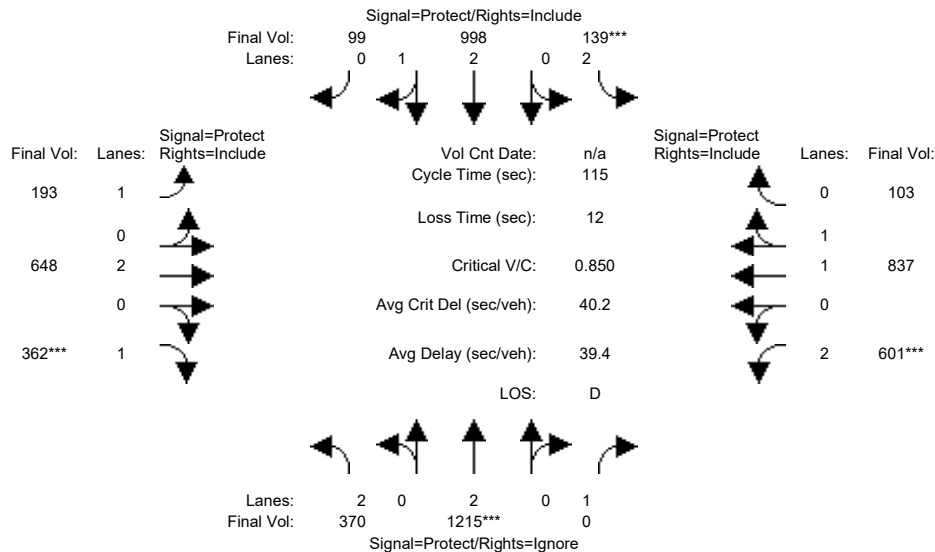 Signal=Protect/Rights=Include
Final Vol: 99 998 139***
Lanes: 0 1 2 0 2
Signal=Protect Signal=Protect
Final Vol: Lanes: Rights=Include Vol Cnt Date: n/a Rights=Include Lanes: Final Vol:
Cycle Time (sec): 115
193 1 0 103
Loss Time (sec): 12
0 1
648 2 Critical V/C: 0.850 1 837
0 Avg Crit Del (sec/veh): 40.2 0
362*** 1 Avg Delay (sec/veh): 39.4 2 601***
LOS: D
Lanes: 2 0 2 0 1
Final Vol: 370 1215*** 0
Signal=Protect/Rights=Ignore